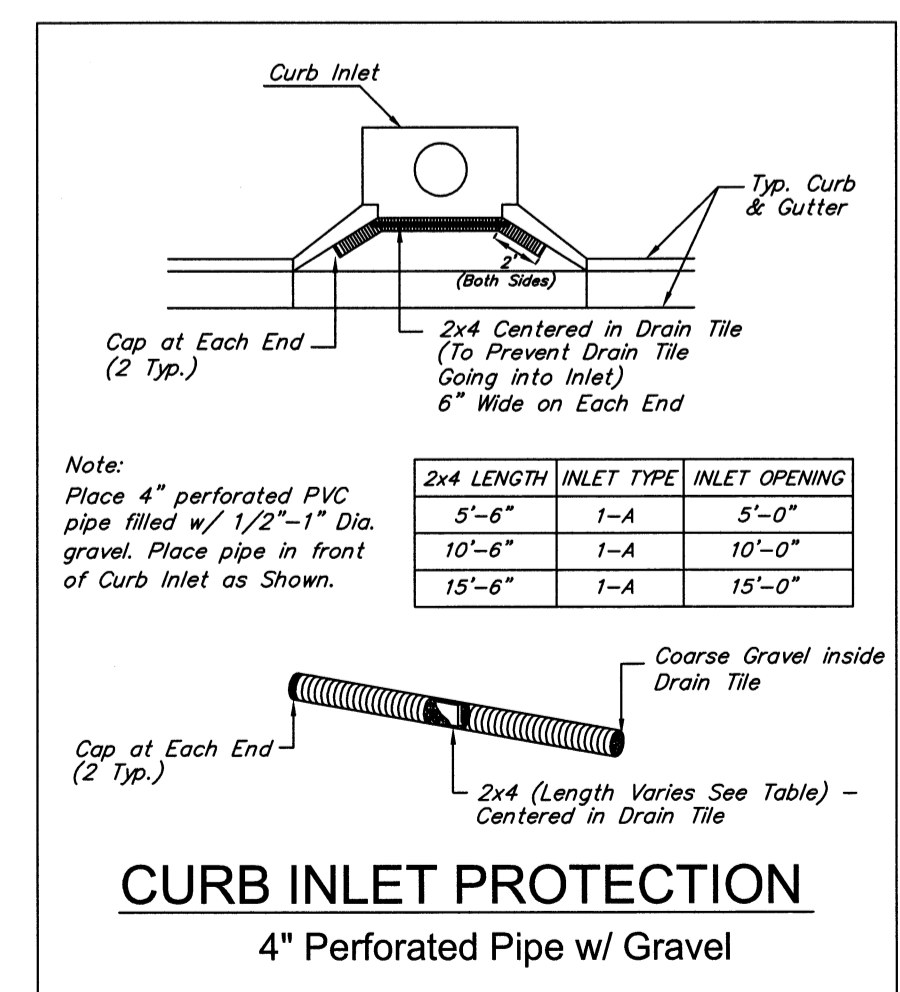 Curb Inlet
Typ. Curb
& Gutter
2'
(Both Sides)
Cap at Each End
(2 Typ.)
2x4 Centered in Drain Tile
(To Prevent Drain Tile
Going into Inlet)
6" Wide on Each End
Note:
Place 4" perforated PVC
pipe filled w/ 1/2"-1" Dia.
gravel. Place pipe in front
of Curb Inlet as Shown.
2x4 LENGTH INLET TYPE INLET OPENING
5'-6" 1-A 5'-0"
10'-6" 1-A 10'-0"
15'-6" 1-A 15'-0"
Coarse Gravel inside
Drain Tile
Cap at Each End
(2 Typ.)
2x4 (Length Varies See Table) -
Centered in Drain Tile
CURB INLET PROTECTION
4" Perforated Pipe w/ Gravel